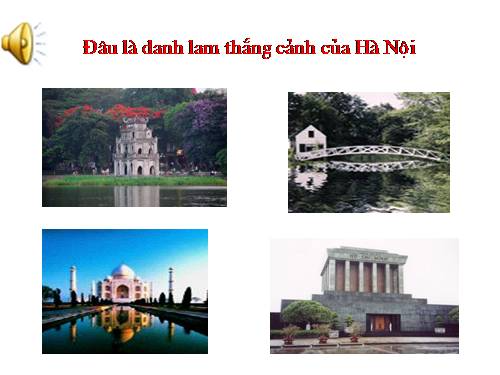 Đâu là danh lam thắng cảnh của Hà Nội